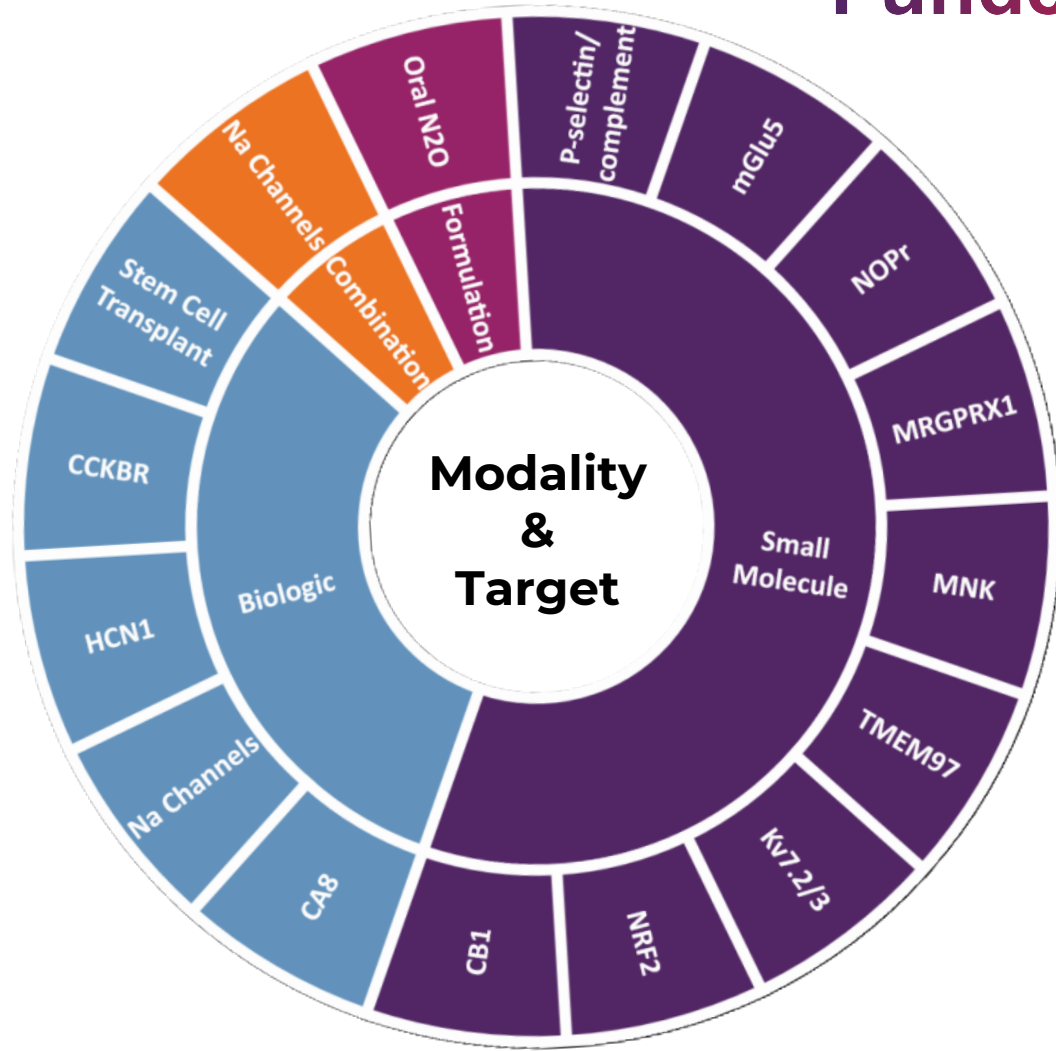 Modality
&
Target
Small
Molecule
P-selectin/
complement
mGlu5
NOPr
MRGPRX1
MNK
TMEM97
Kv7.2/3
NRF2
CB1
Biologic
CA8
Na Channels
HCN1
CCKBR
Stem Cell
Transplant
Combination
Na Channels
Formulation
Oral N2O